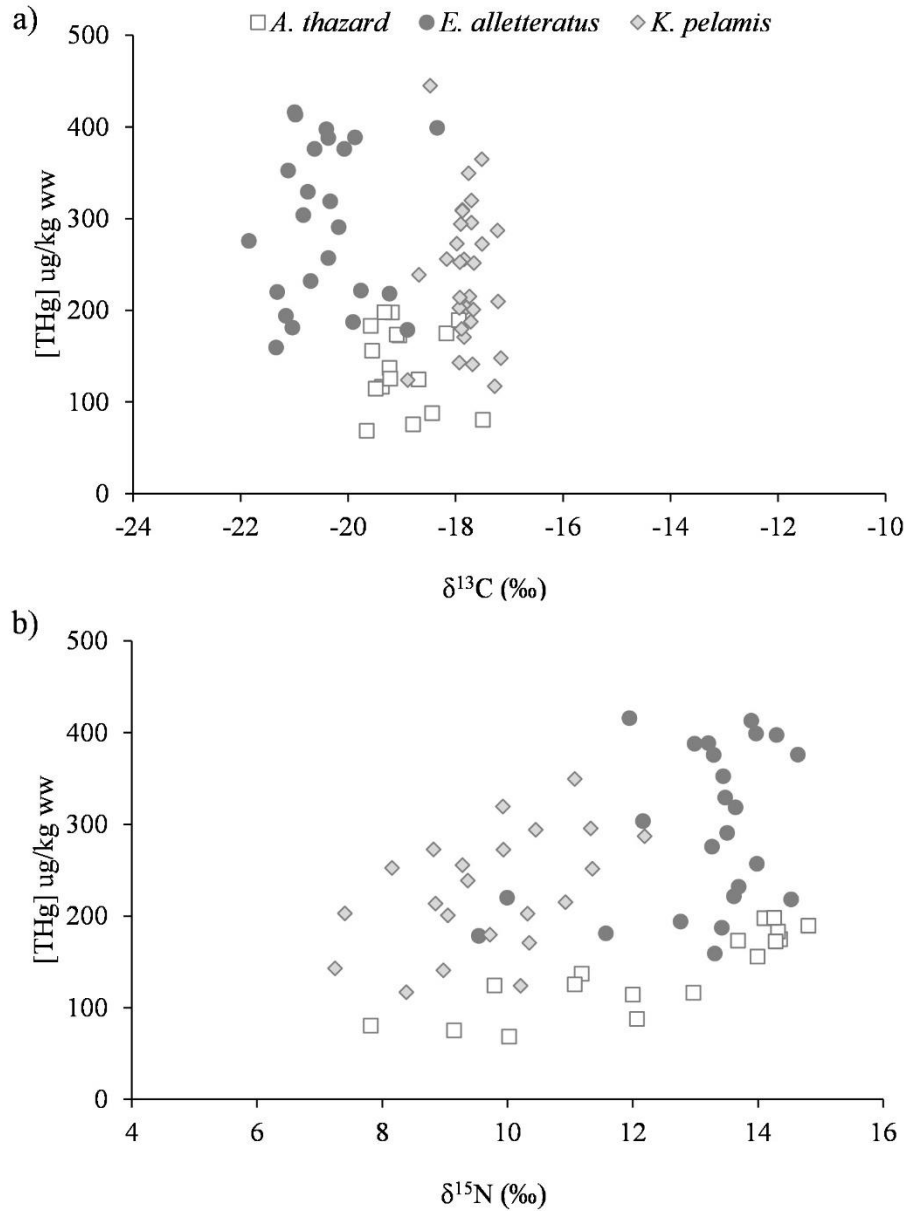 a)
□ A. thazard ● E. alletteratus ◇ K. pelamis
500
400
300
200
100
0
[THg] ug/kg ww
-24 -22 -20 -18 -16 -14 -12 -10
δ¹³C (‰)
b)
500
400
300
200
100
0
[THg] ug/kg ww
4 6 8 10 12 14 16
δ¹⁵N (‰)